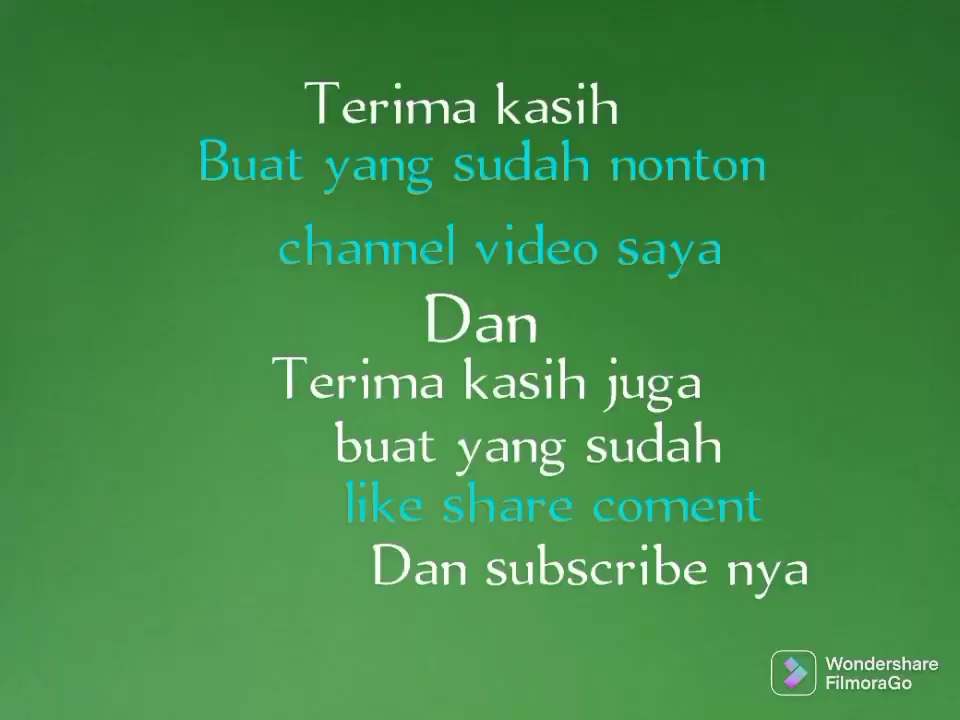 Terima kasih
Buat yang sudah nonton
channel video saya
Dan
Terima kasih juga
buat yang sudah
like share coment
Dan subscribe nya
Wondershare
FilmoraGo